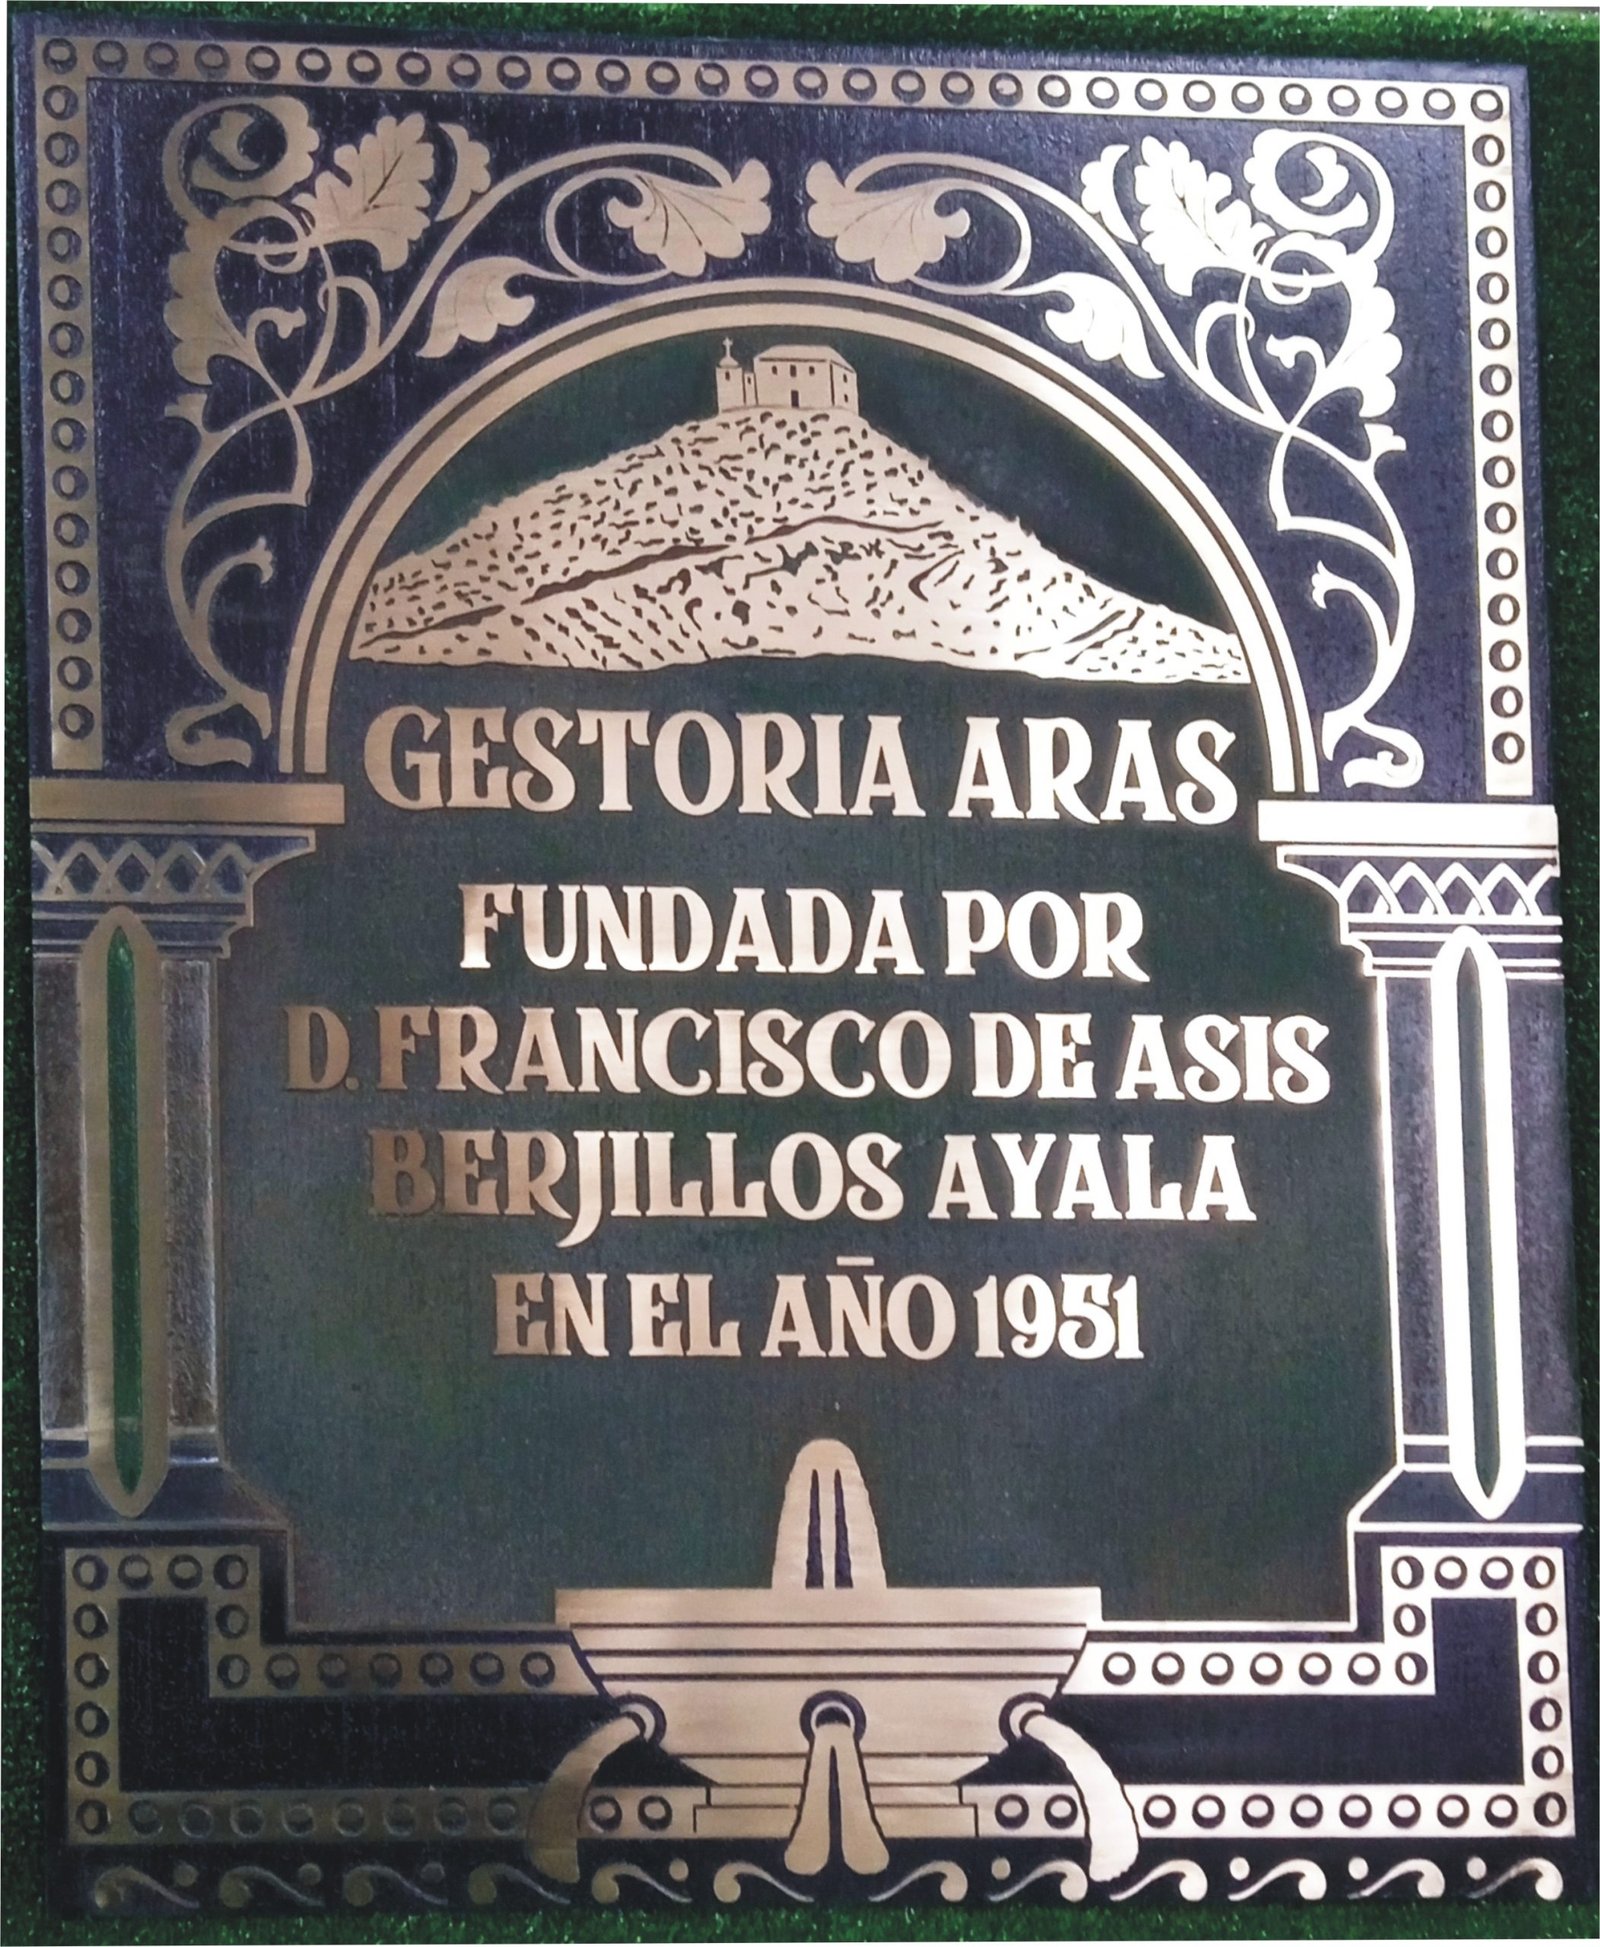 GESTORIA ARAS
FUNDADA POR
D. FRANCISCO DE ASIS
BERJILLOS AYALA
EN EL AÑO 1951